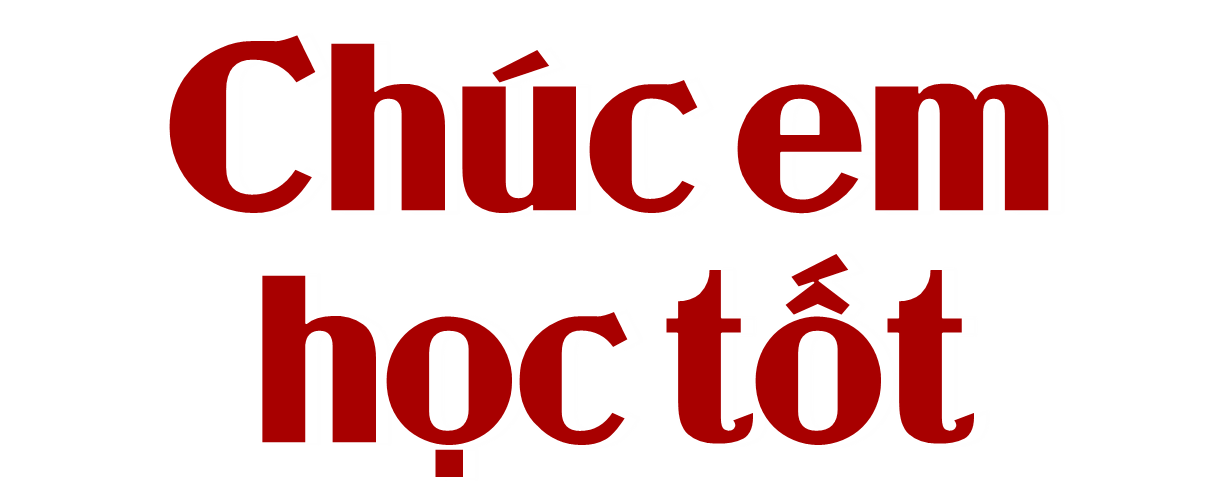 Chúc em
học tốt